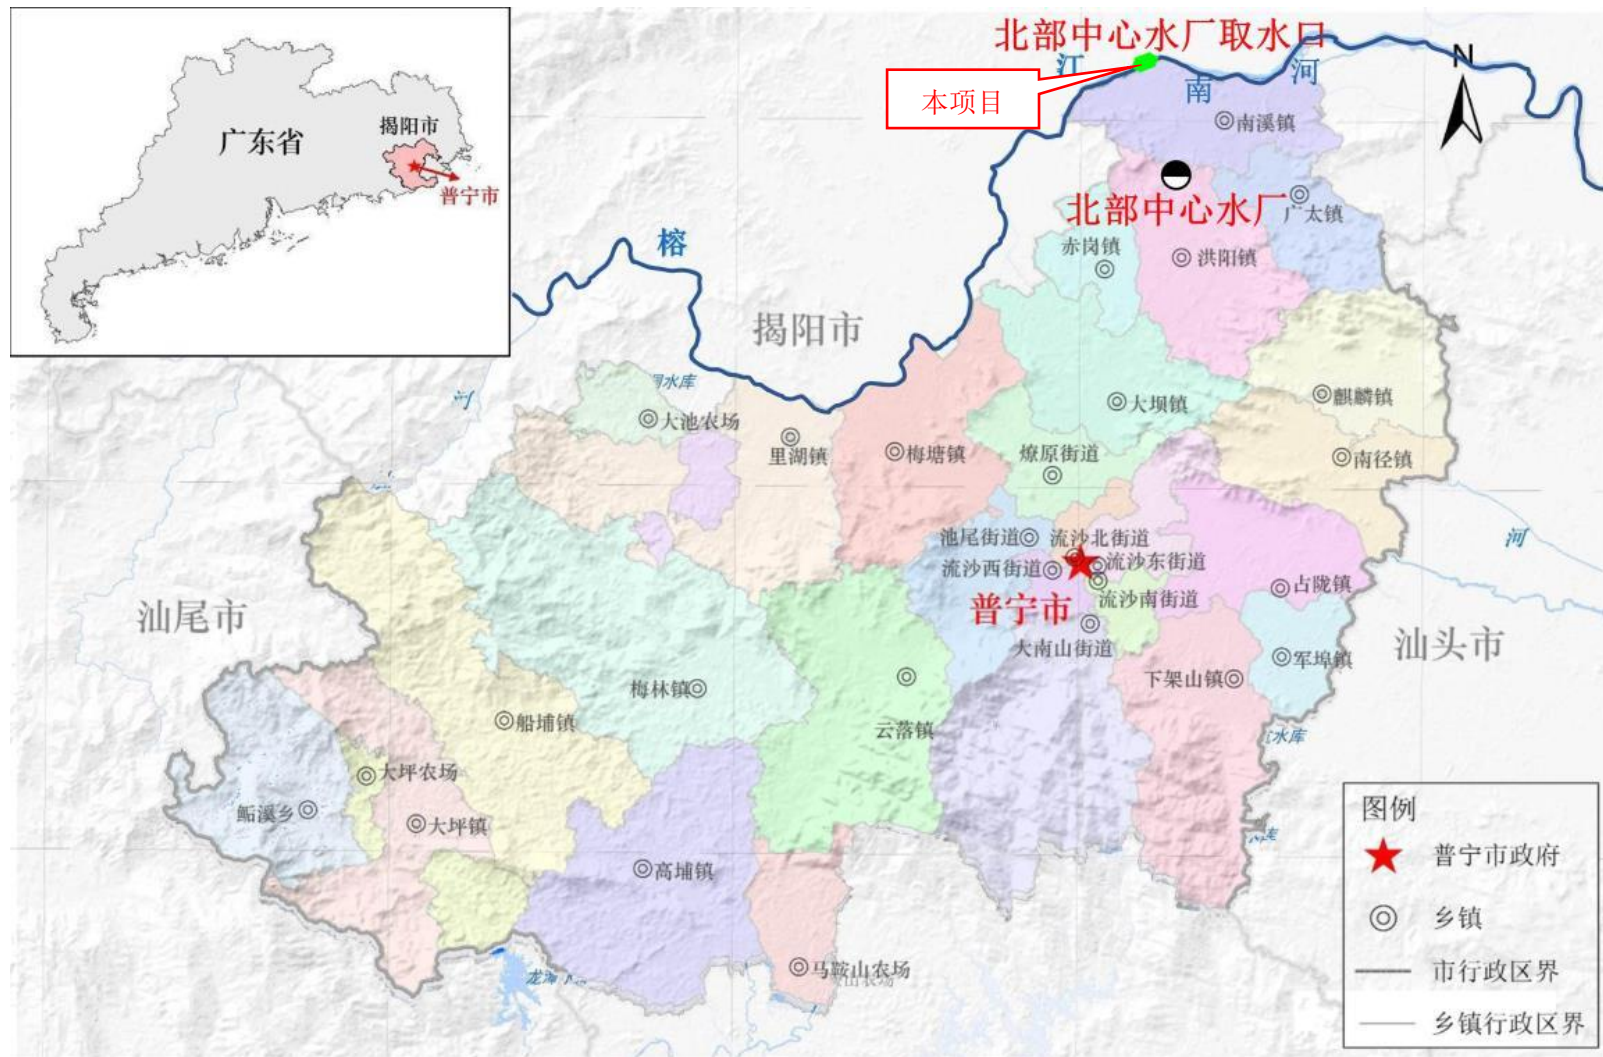 广东省
揭阳市
普宁市
北部中心水厂取水口
本项目
江
南
河
N
南溪镇
北部中心水厂
广太镇
赤岗镇
洪阳镇
榕
揭阳市
水库
河
大池农场
里湖镇
梅塘镇
大坝镇
麒麟镇
燎原街道
南径镇
池尾街道
流沙北街道
流沙西街道
流沙东街道
河
占陇镇
流沙南街道
普宁市
汕尾市
大南山街道
汕头市
军埠镇
梅林镇
下架山镇
船埔镇
云落镇
水库
大坪农场
鲘溪乡
大坪镇
高埔镇
马鞍山农场
图例
普宁市政府
乡镇
市行政区界
乡镇行政区界